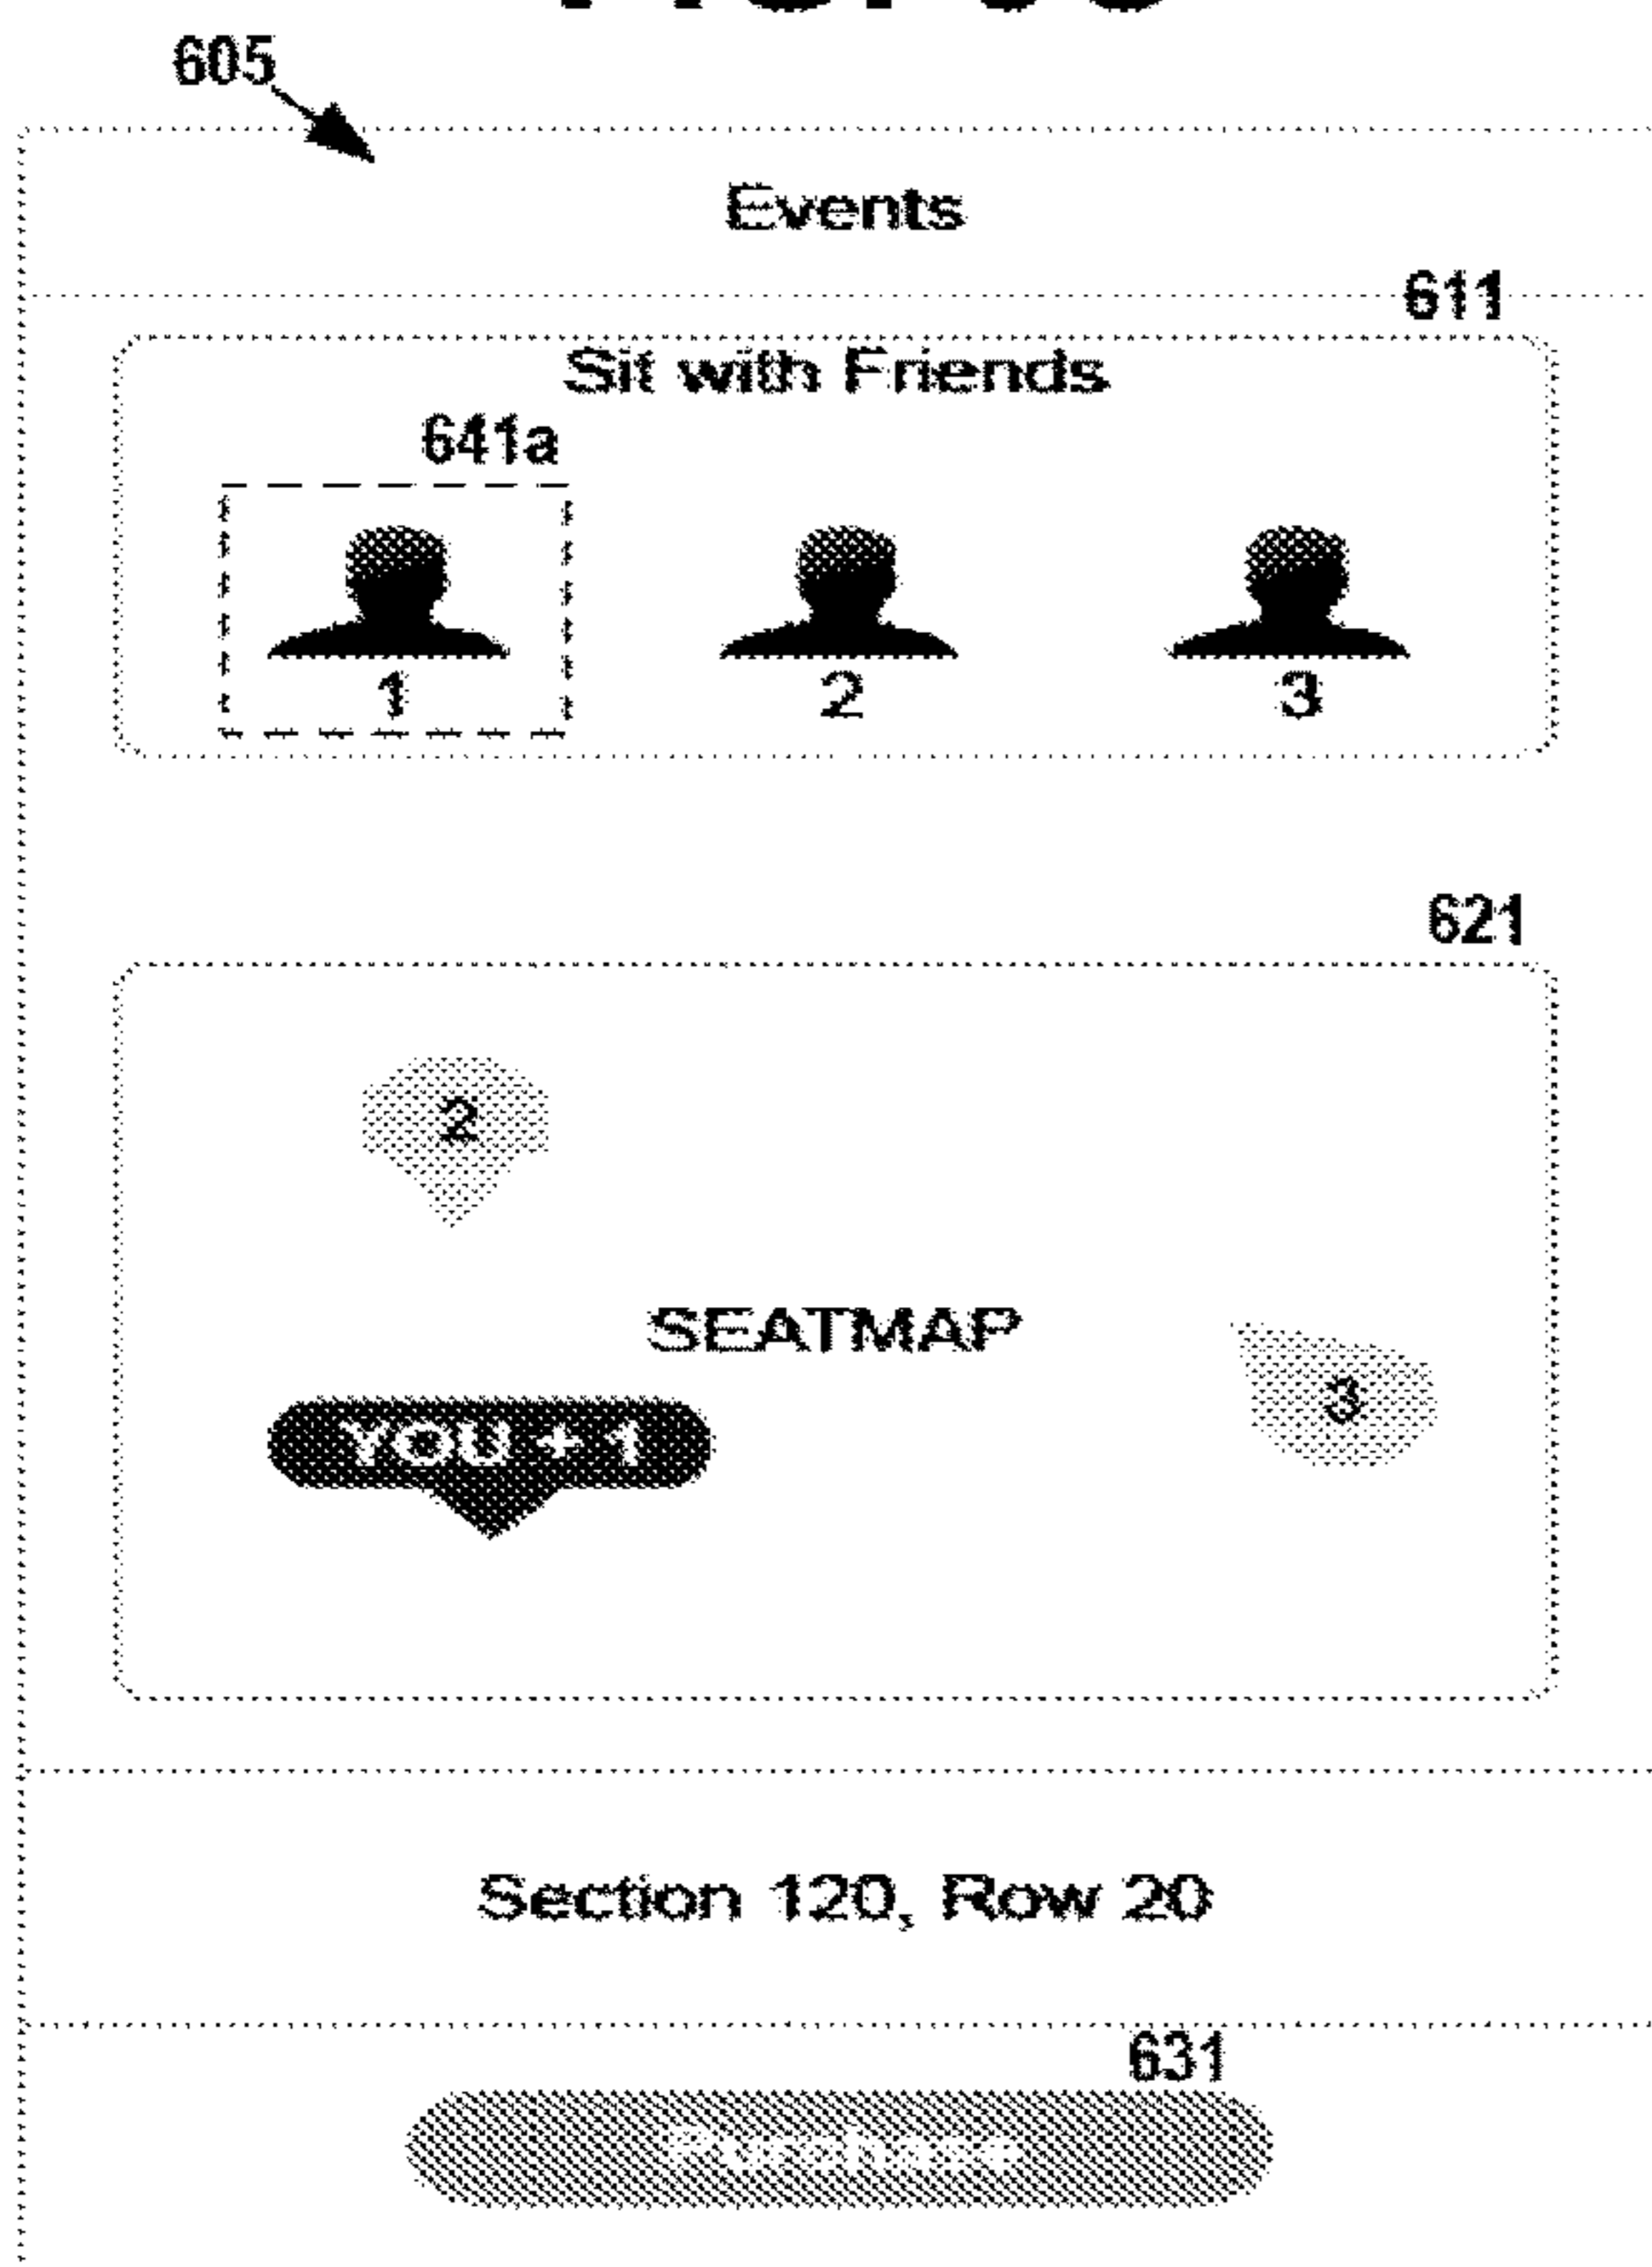 605
Events
611
Sit with Friends
641a
1 2 3
621
2
SEATMAP
3
YOU + 1
Section 120, Row 20
631
Purchase